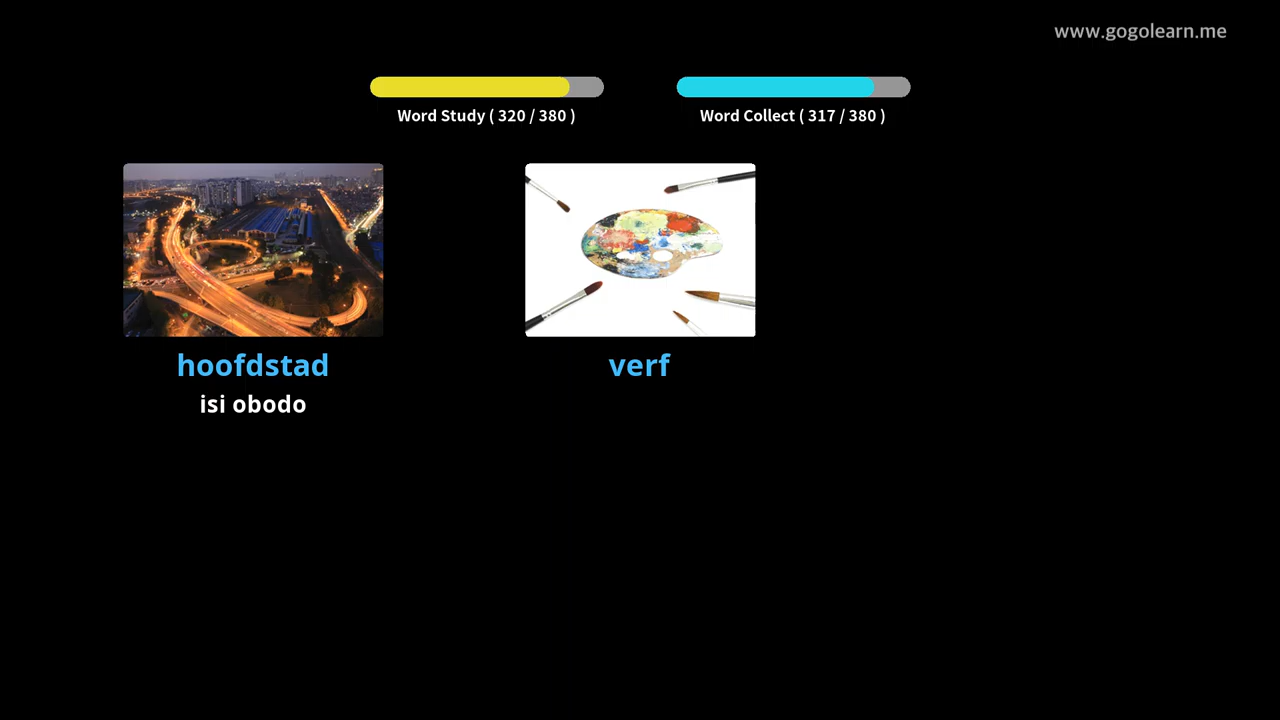 www.gogolearn.me
Word Study ( 320 / 380 )
Word Collect ( 317 / 380 )
hoofdstad
isi obodo
verf